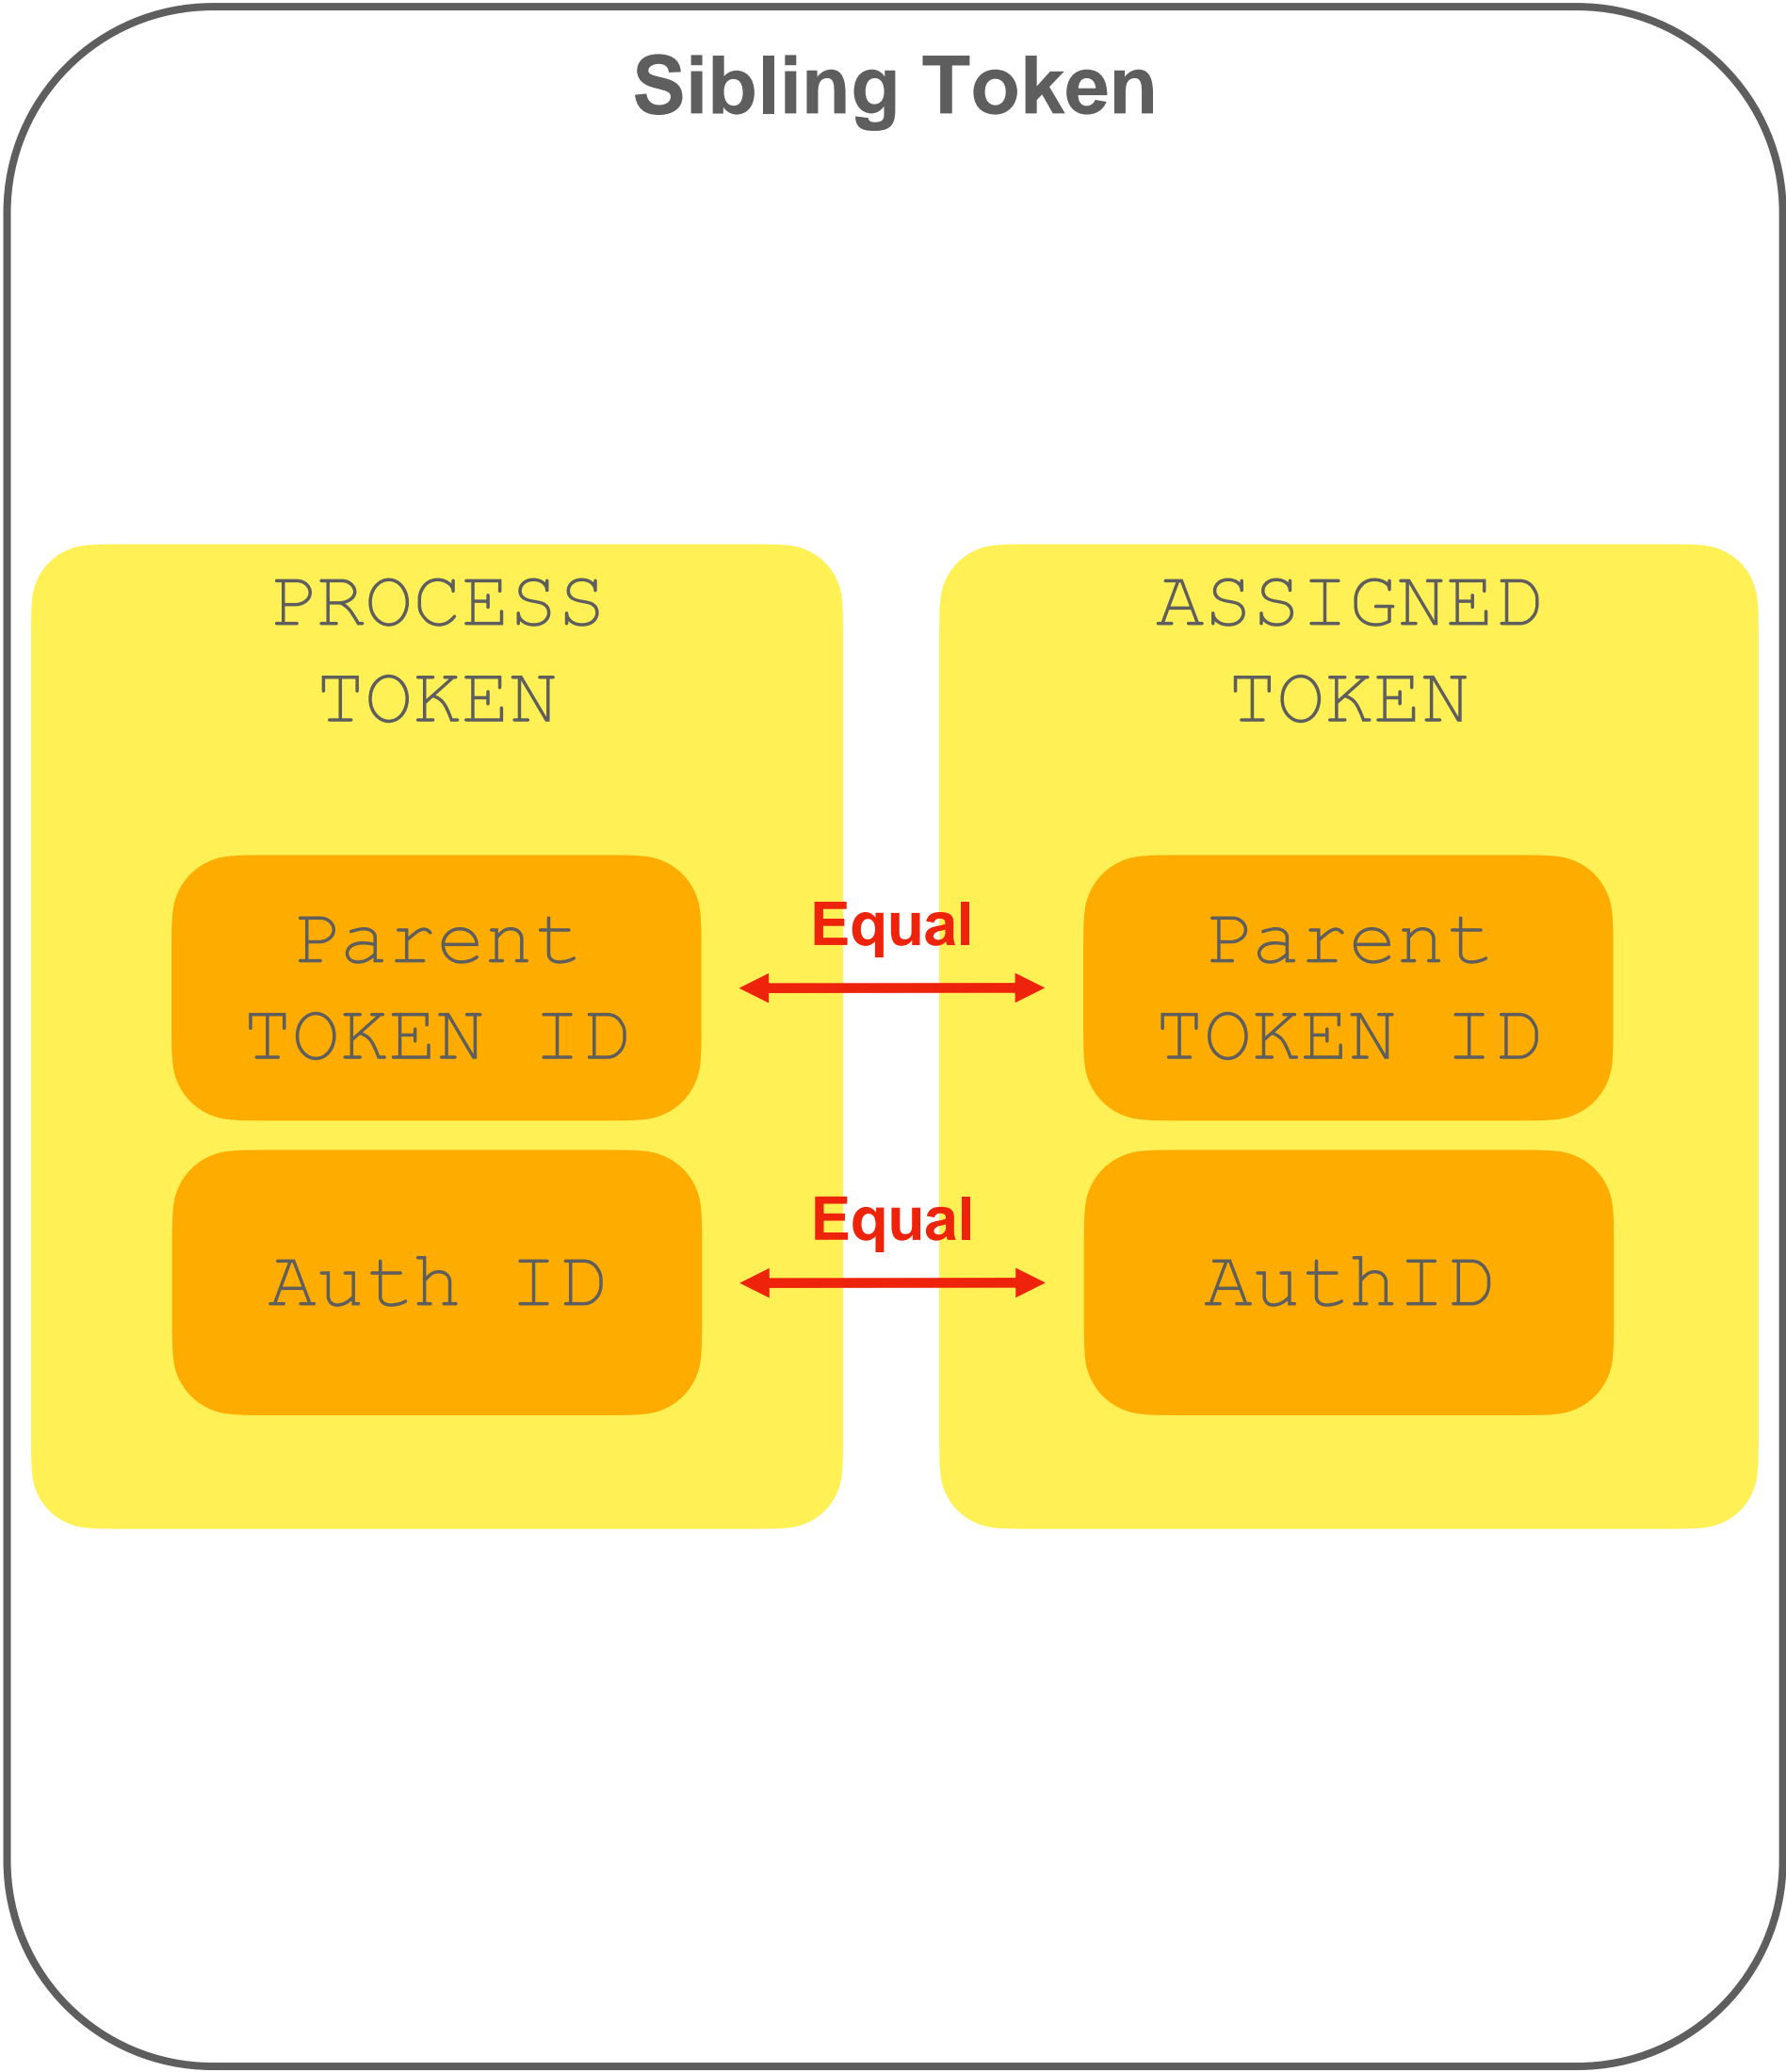 Sibling Token
PROCESS
TOKEN
ASSIGNED
TOKEN
Parent
TOKEN ID
Equal
Parent
TOKEN ID
Auth ID
Equal
AuthID